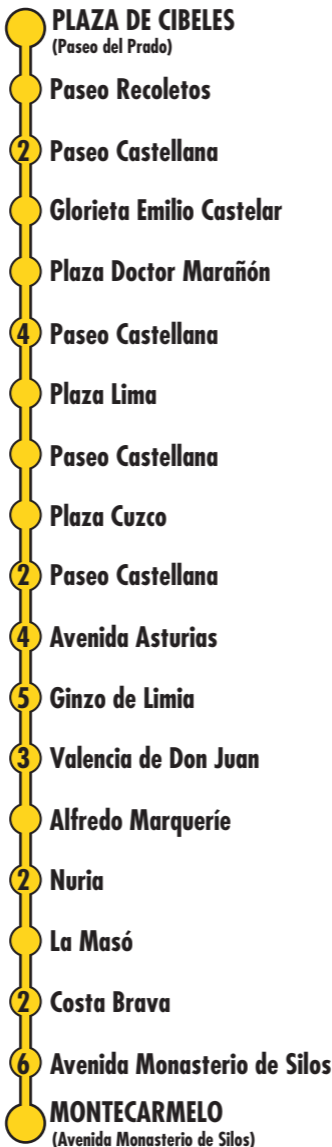 PLAZA DE CIBELES
(Paseo del Prado)
Paseo Recoletos
2 Paseo Castellana
Glorieta Emilio Castelar
Plaza Doctor Marañón
4 Paseo Castellana
Plaza Lima
Paseo Castellana
Plaza Cuzco
2 Paseo Castellana
4 Avenida Asturias
5 Ginzo de Limia
3 Valencia de Don Juan
Alfredo Marqueríe
2 Nuria
La Masó
2 Costa Brava
6 Avenida Monasterio de Silos
MONTECARMELO
(Avenida Monasterio de Silos)